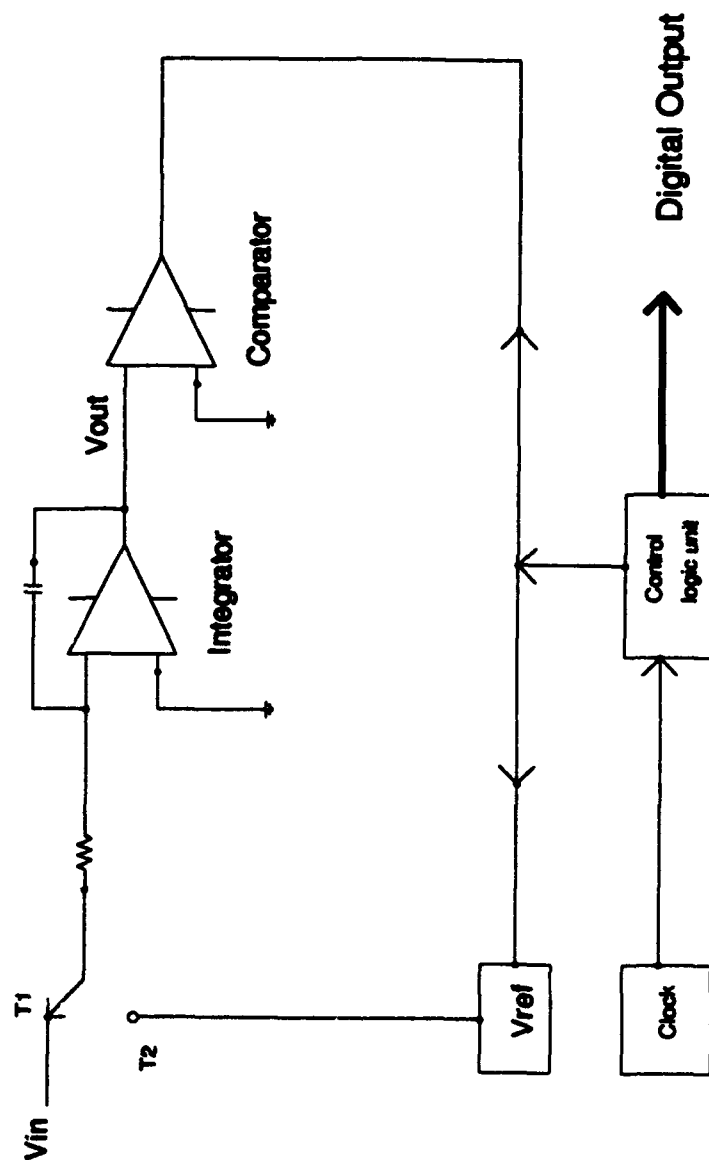 Vin
T1
T2
Integrator
Vout
Comparator
Vref
Clock
Control
logic unit
Digital Output